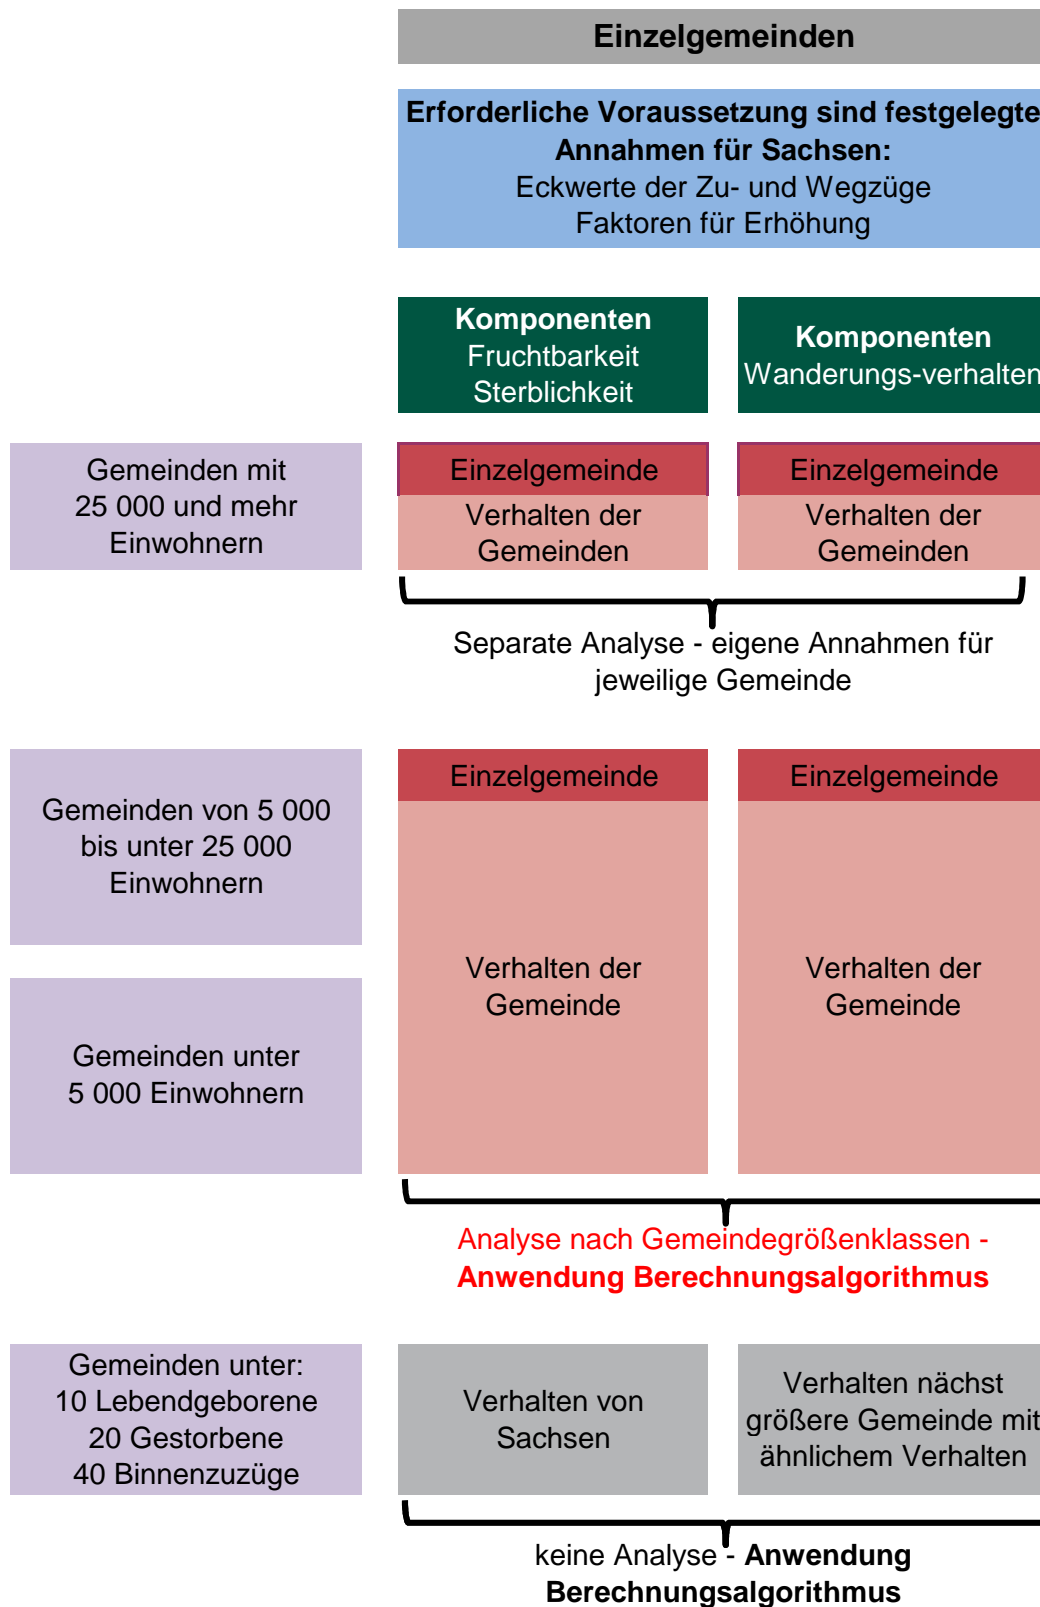 Einzelgemeinden
Erforderliche Voraussetzung sind festgelegte
Annahmen für Sachsen:
Eckwerte der Zu- und Wegzüge
Faktoren für Erhöhung
Komponenten
Fruchtbarkeit
Sterblichkeit
Komponenten
Wanderungs-verhalten
Gemeinden mit
25 000 und mehr
Einwohnern
Einzelgemeinde
Verhalten der
Gemeinden
Einzelgemeinde
Verhalten der
Gemeinden
Separate Analyse - eigene Annahmen für
jeweilige Gemeinde
Gemeinden von 5 000
bis unter 25 000
Einwohnern
Gemeinden unter
5 000 Einwohnern
Einzelgemeinde
Verhalten der
Gemeinde
Einzelgemeinde
Verhalten der
Gemeinde
Analyse nach Gemeindegrößenklassen -
Anwendung Berechnungsalgorithmus
Gemeinden unter:
10 Lebendgeborene
20 Gestorbene
40 Binnenzuzüge
Verhalten von
Sachsen
Verhalten nächst
größere Gemeinde mit
ähnlichem Verhalten
keine Analyse - Anwendung
Berechnungsalgorithmus